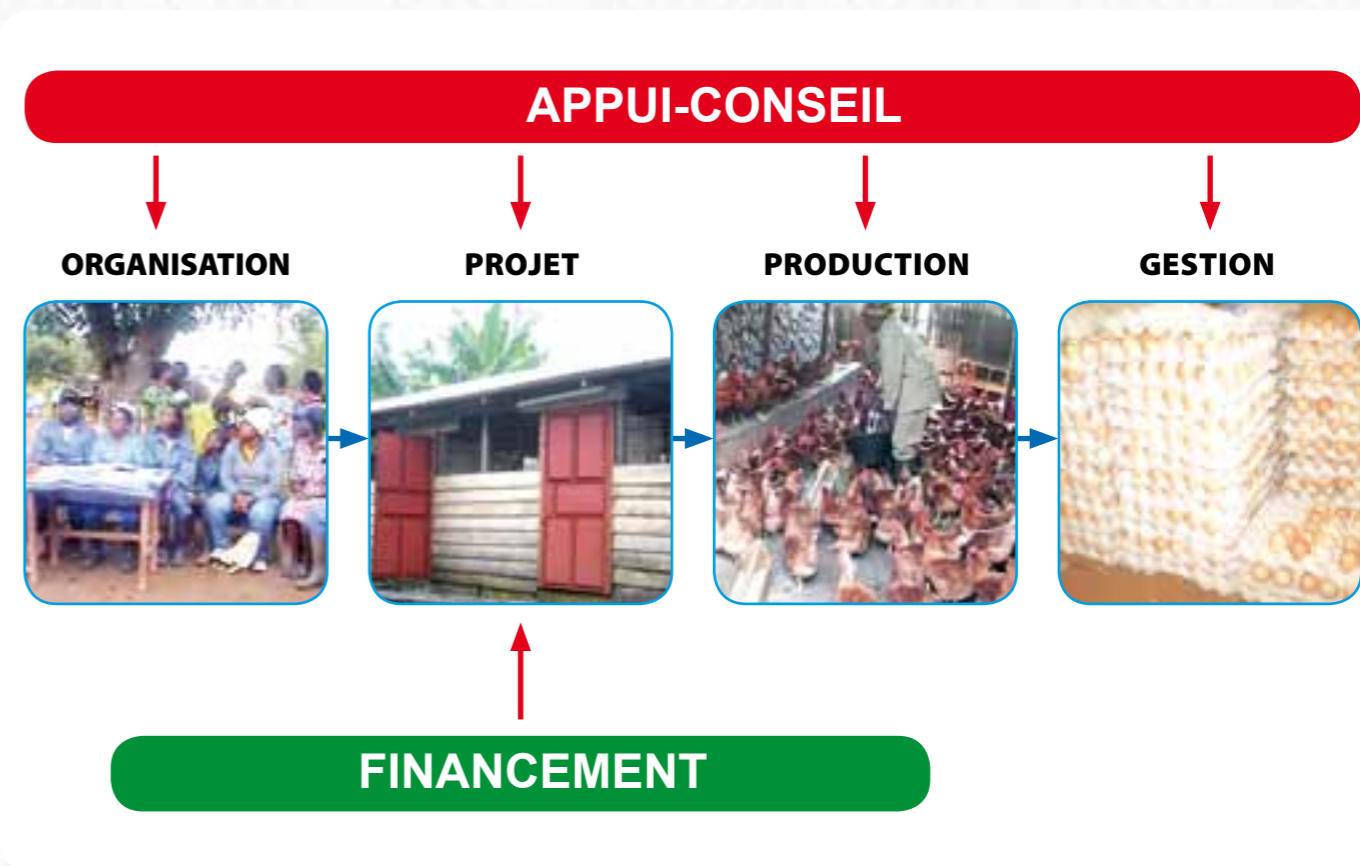 APPUI-CONSEIL
ORGANISATION
PROJET
PRODUCTION
GESTION
FINANCEMENT